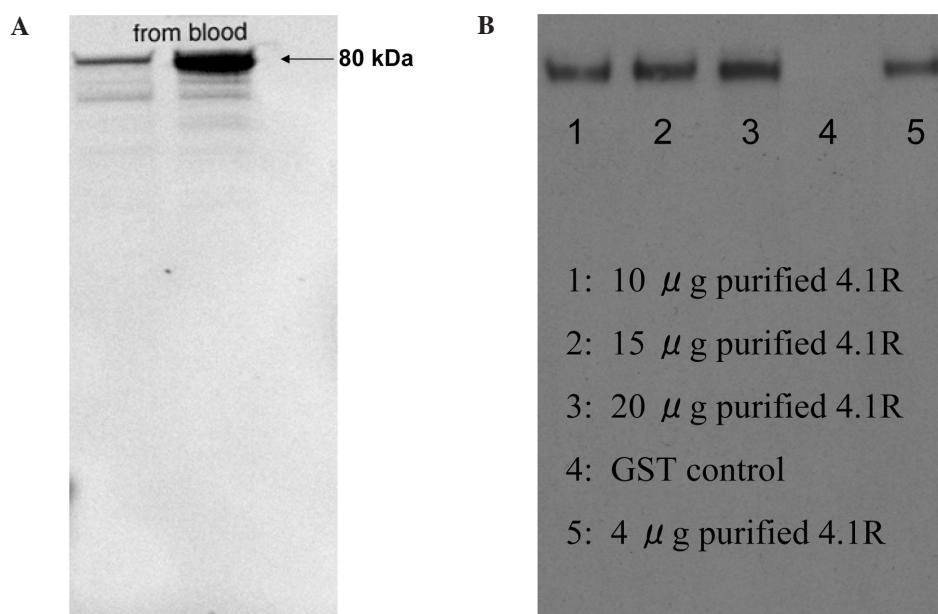 A
from blood
80 kDa
B
1 2 3 4 5
1: 10 μg purified 4.1R
2: 15 μg purified 4.1R
3: 20 μg purified 4.1R
4: GST control
5: 4 μg purified 4.1R